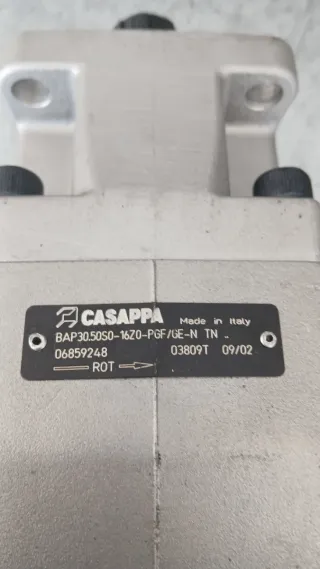 CASAPPA Made in Italy
BAP30.50S0-16Z0-PGF/GE-N TN ..
06859248 03809T 09/02
ROT